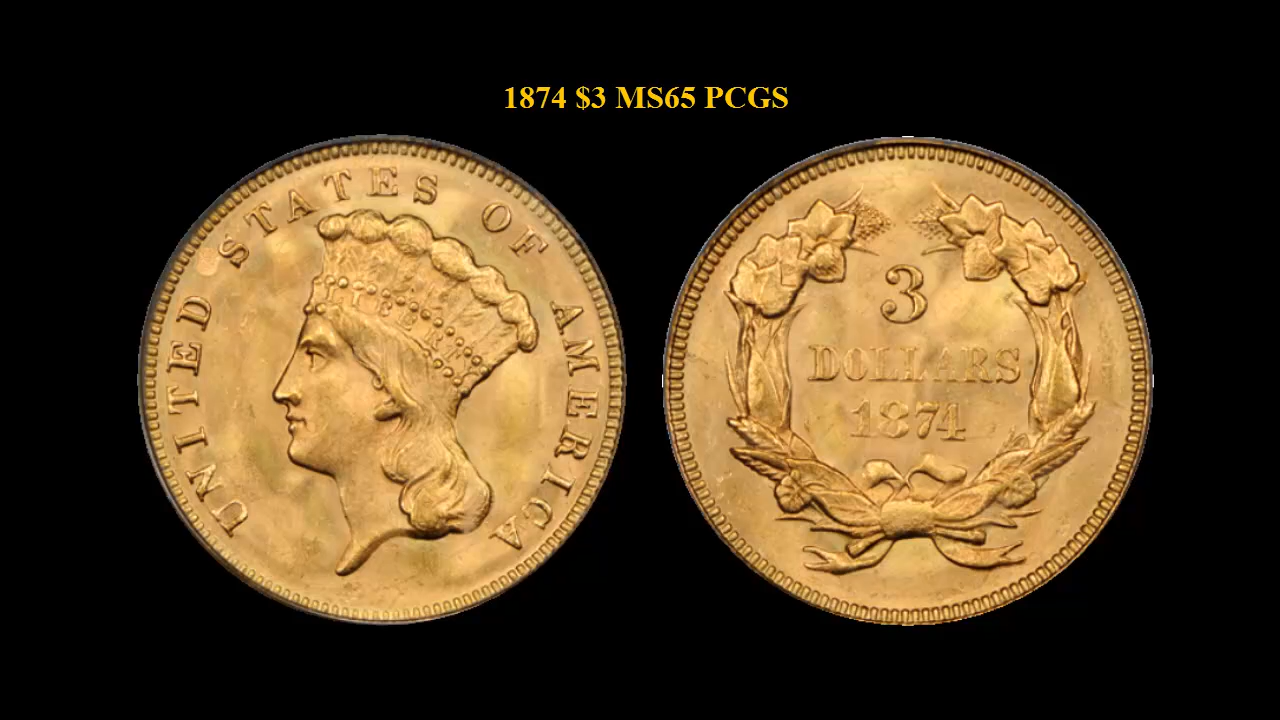 1874 $3 MS65 PCGS
UNITED STATES OF AMERICA
LIBERTY
3
DOLLARS
1874